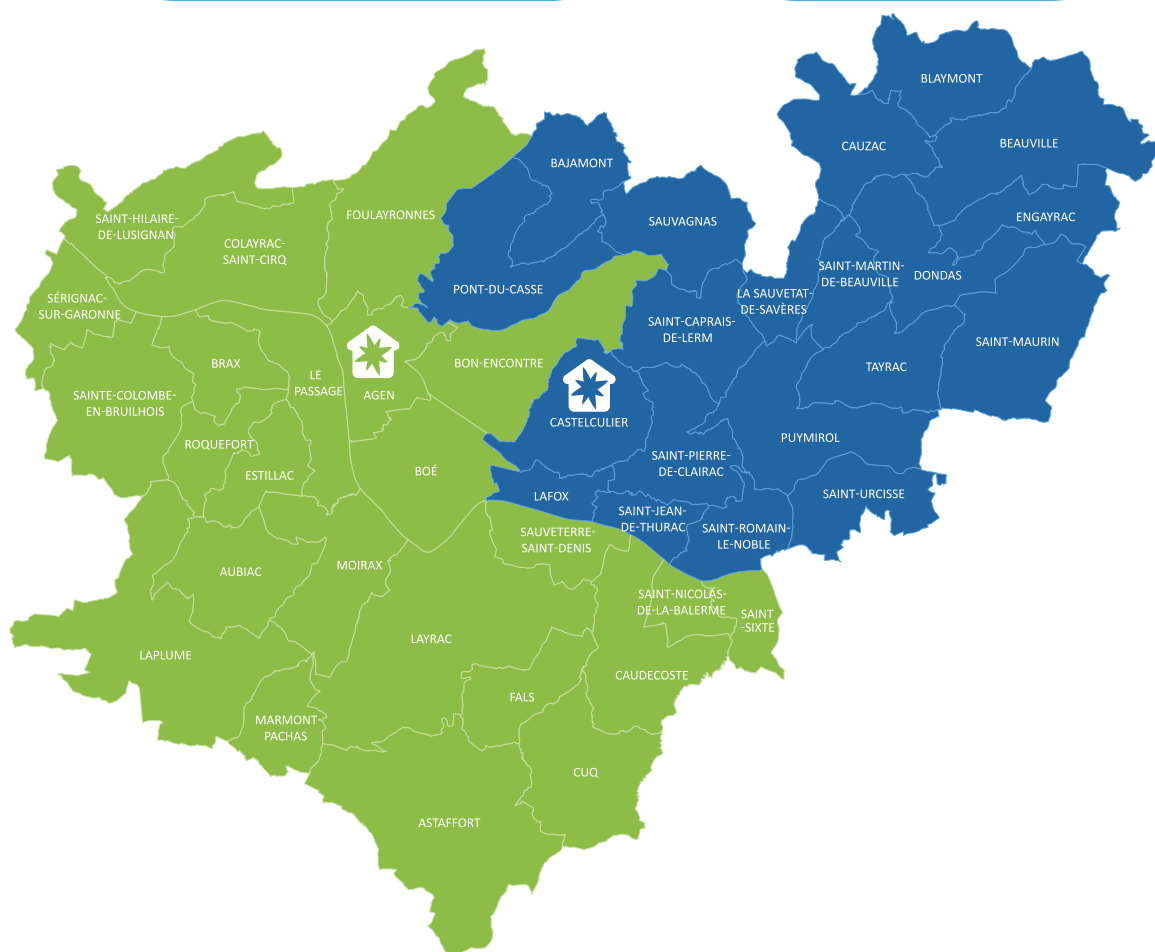 BLAYMONT
BEAUVILLE
CAUZAC
BAJAMONT
ENGAYRAC
SAUVAGNAS
FOULAYRONNES
SAINT-HILAIRE-
DE-LUSIGNAN
COLAYRAC-
SAINT-CIRQ
SAINT-MARTIN-
DE-BEAUVILLE
DONDAS
PONT-DU-CASSE
LA SAUVETAT-
DE-SAVÈRES
SÉRIGNAC-
SUR-GARONNE
SAINT-CAPRAIS-
DE-LERM
SAINT-MAURIN
BRAX
BON-ENCONTRE
TAYRAC
LE
PASSAGE
AGEN
SAINTE-COLOMBE-
EN-BRUILHOIS
CASTELCULIER
PUYMIROL
ROQUEFORT
ESTILLAC
BOÉ
SAINT-PIERRE-
DE-CLAIRAC
LAFOX
SAINT-URCISSE
SAINT-JEAN-
DE-THURAC
SAINT-ROMAIN-
LE-NOBLE
SAUVETERRE-
SAINT-DENIS
MOIRAX
AUBIAC
SAINT-NICOLAS-
DE-LA-BALERME
SAINT
-SIXTE
LAYRAC
LAPLUME
CAUDECOSTE
FALS
MARMONT-
PACHAS
CUQ
ASTAFFORT